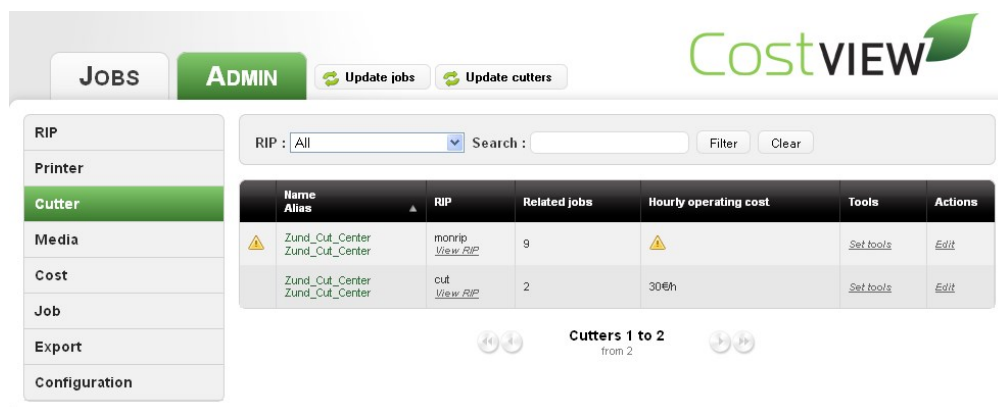 CostVIEW
JOBS
ADMIN
Update jobs
Update cutters
RIP
Printer
Cutter
Media
Cost
Job
Export
Configuration
RIP : All Search : Filter Clear
Name
Alias
RIP
Related jobs
Hourly operating cost
Tools
Actions
Zund_Cut_Center
Zund_Cut_Center
monrip
View RIP
9
Set tools
Edit
Zund_Cut_Center
Zund_Cut_Center
cut
View RIP
2
30€/h
Set tools
Edit
Cutters 1 to 2
from 2